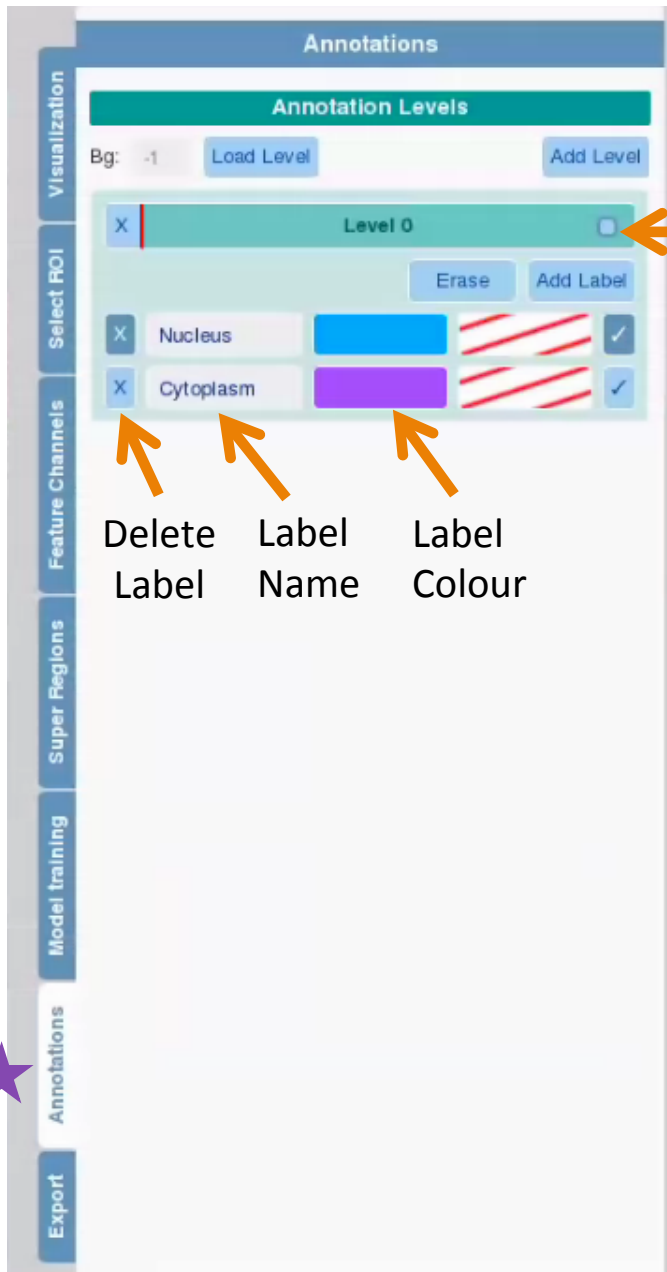 Annotations
Annotation Levels
Bg: -1 Load Level Add Level
X Level 0
Erase Add Label
X Nucleus ✓
X Cytoplasm ✓
Delete Label Label
Label Name Colour
Visualization
Select ROI
Feature Channels
Super Regions
Model training
Annotations
Export